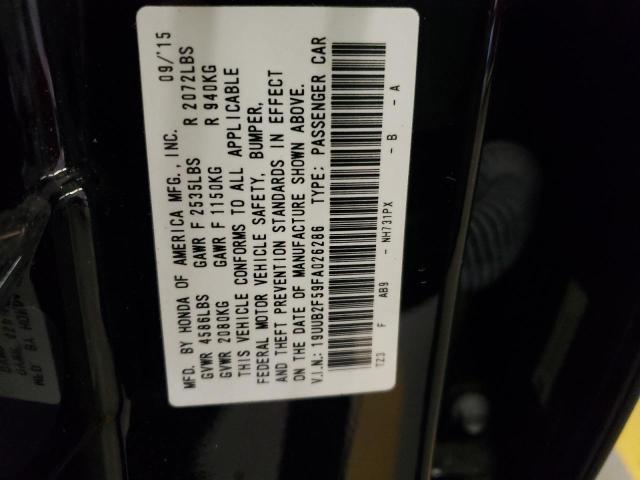 MFD. BY HONDA OF AMERICA MFG., INC. 09/'15
GVWR 4586LBS GAWR F 2535LBS R 2072LBS
GVWR 2080KG GAWR F 1150KG R 940KG
THIS VEHICLE CONFORMS TO ALL APPLICABLE
FEDERAL MOTOR VEHICLE SAFETY, BUMPER,
AND THEFT PREVENTION STANDARDS IN EFFECT
ON THE DATE OF MANUFACTURE SHOWN ABOVE.
V.I.N.: 19UUB2F59FA026286 TYPE: PASSENGER CAR
TZ3 F AB9 - NH731PX - B - A